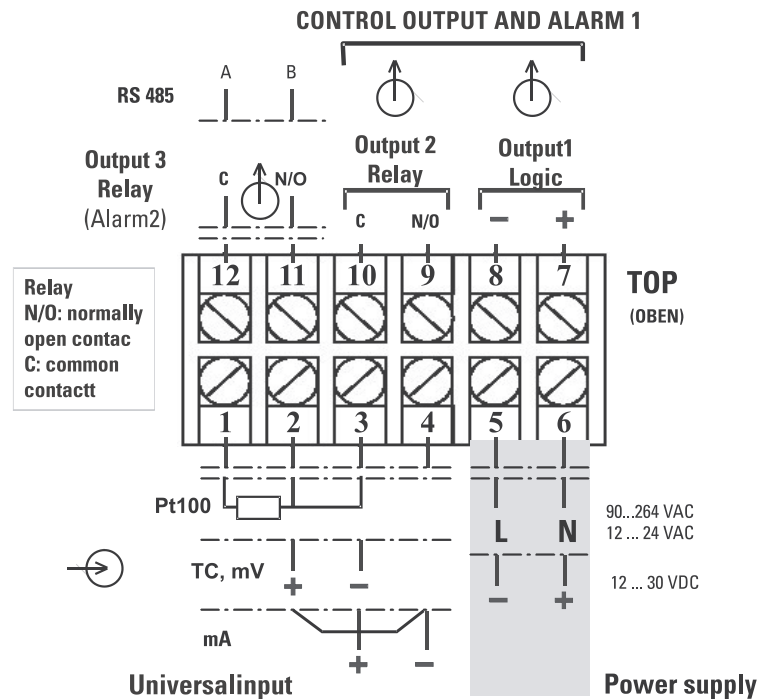 CONTROL OUTPUT AND ALARM 1
RS 485
A B
Output 3
Relay
(Alarm2)
C N/O
Output 2
Relay
C N/O
Output1
Logic
− +
12 11 10 9 8 7
TOP
(OBEN)
Relay
N/O: normally
open contac
C: common
contactt
1 2 3 4 5 6
Pt100
L N
90...264 VAC
12 ... 24 VAC
TC, mV
+ −
− +
12 ... 30 VDC
mA
+ −
Universalinput
Power supply